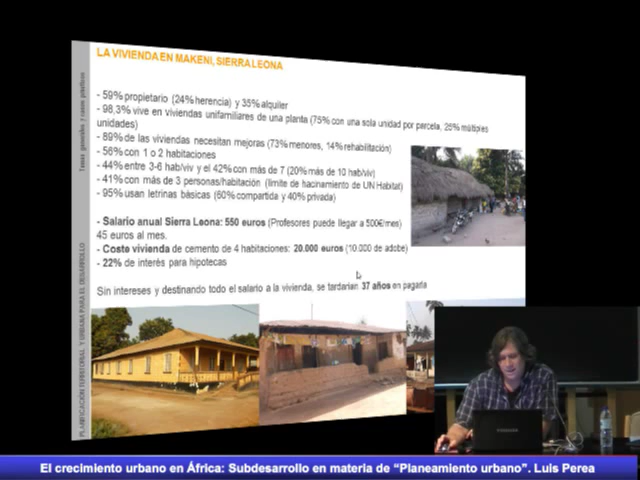 LA VIVIENDA EN MAKENI, SIERRA LEONA
- 59% propietario (24% herencia) y 35% alquiler
- 98,3% vive en viviendas unifamiliares de una planta (75% con una sola unidad por parcela, 25% múltiples
unidades)
- 89% de las viviendas necesitan mejoras (73% menores, 14% rehabilitación)
- 56% con 1 o 2 habitaciones
- 44% entre 3-6 hab/viv y el 42% con más de 7 (20% más de 10 hab/viv)
- 41% con más de 3 personas/habitación (límite de hacinamiento de UN Habitat)
- 95% usan letrinas básicas (60% compartida y 40% privada)
- Salario anual Sierra Leona: 550 euros (Profesores puede llegar a 500€/mes)
45 euros al mes.
- Coste vivienda de cemento de 4 habitaciones: 20.000 euros (10.000 de adobe)
- 22% de interés para hipotecas
Sin intereses y destinando todo el salario a la vivienda, se tardarían 37 años en pagarla
PLANIFICACIÓN TERRITORIAL Y URBANA PARA EL DESARROLLO
Temas generales / casos prácticos
El crecimiento urbano en África: Subdesarrollo en materia de “Planeamiento urbano”. Luis Perea